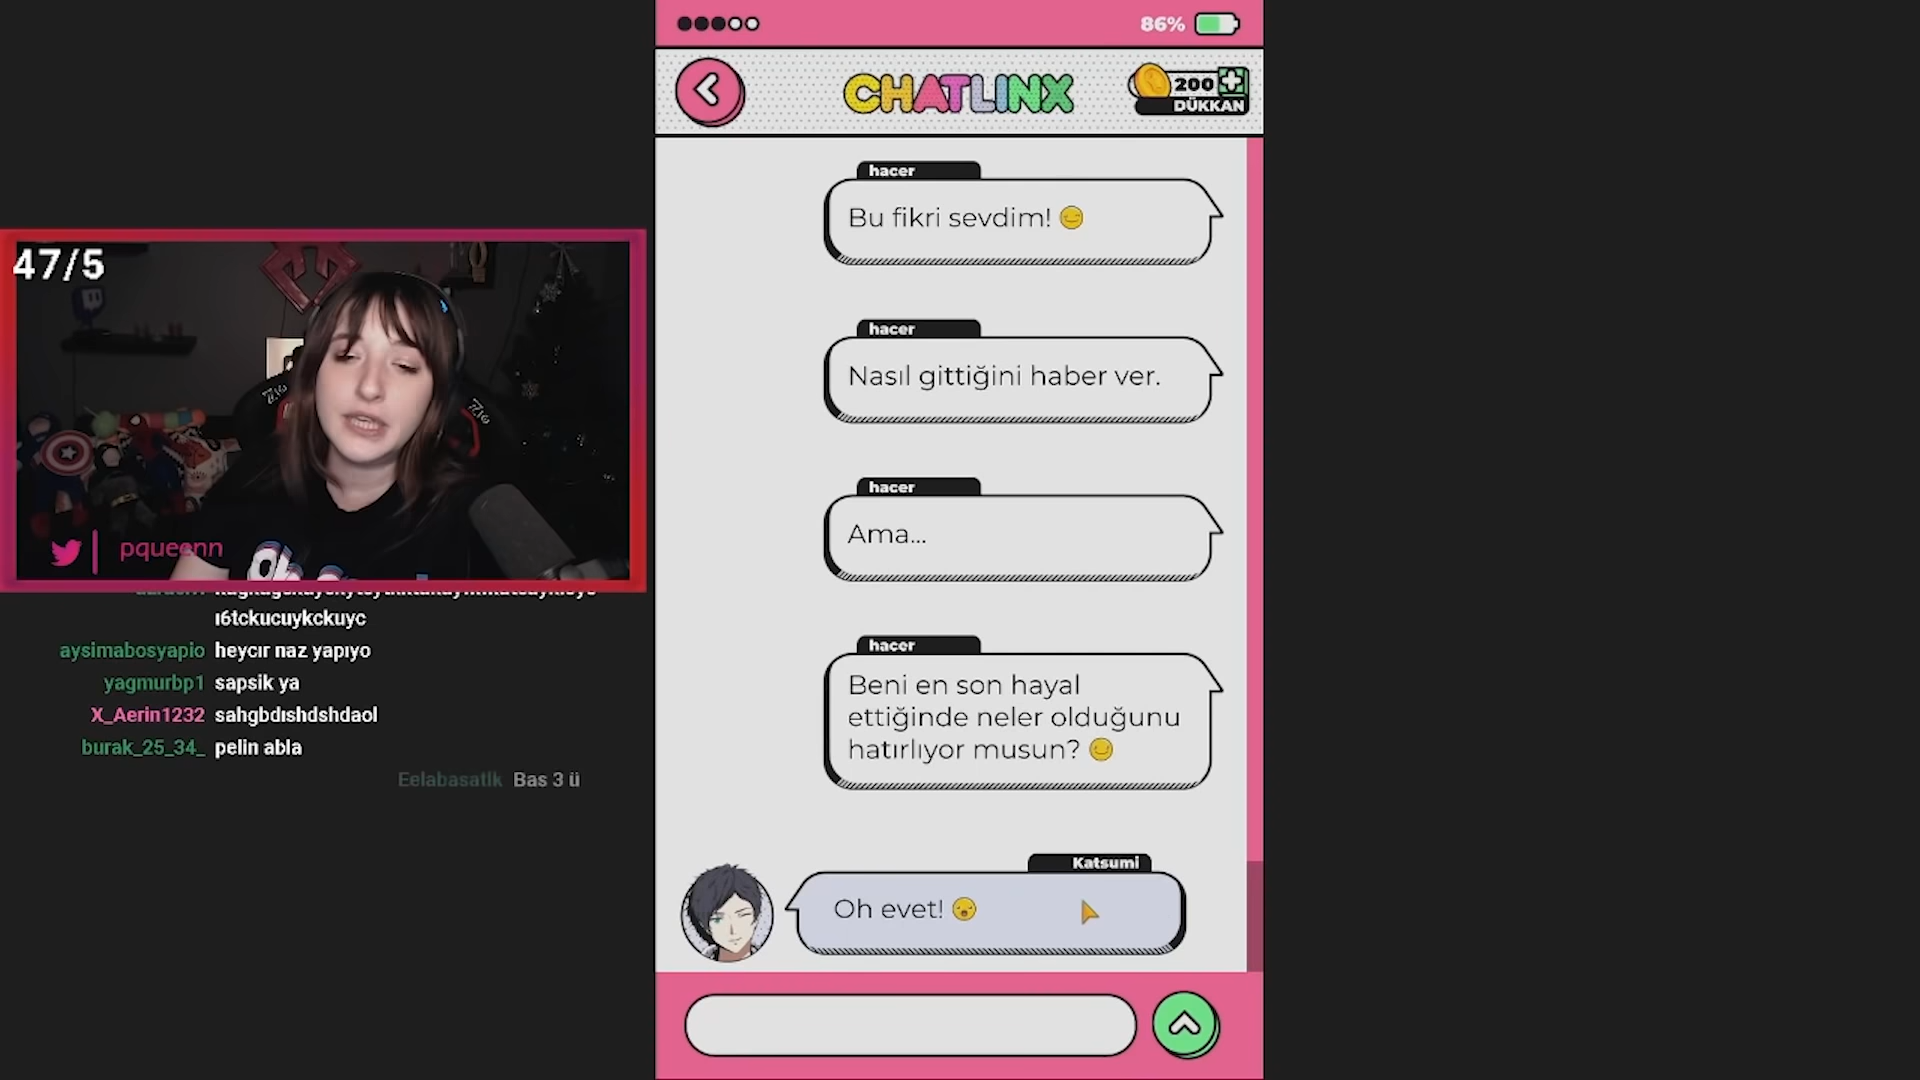 86%
CHATLINX
200
DÜKKAN
hacer
Bu fikri sevdim!
hacer
Nasıl gittiğini haber ver.
hacer
Ama...
hacer
Beni en son hayal
ettiğinde neler olduğunu
hatırlıyor musun?
Katsumi
Oh evet!
47/5
pqueenn
ı6tckucuykckuyc
aysimabosyapio heycır naz yapıyo
yagmurbp1 sapsik ya
X_Aerin1232 sahgbdıshdshdaol
burak_25_34_ pelin abla
Eelabasatlk Bas 3 ü